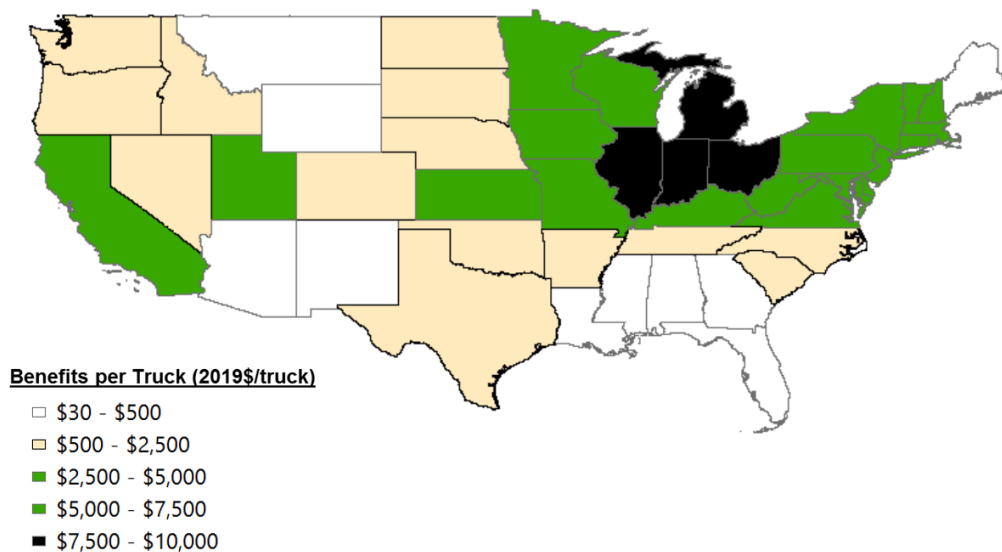 Benefits per Truck (2019$/truck)
$30 - $500
$500 - $2,500
$2,500 - $5,000
$5,000 - $7,500
$7,500 - $10,000